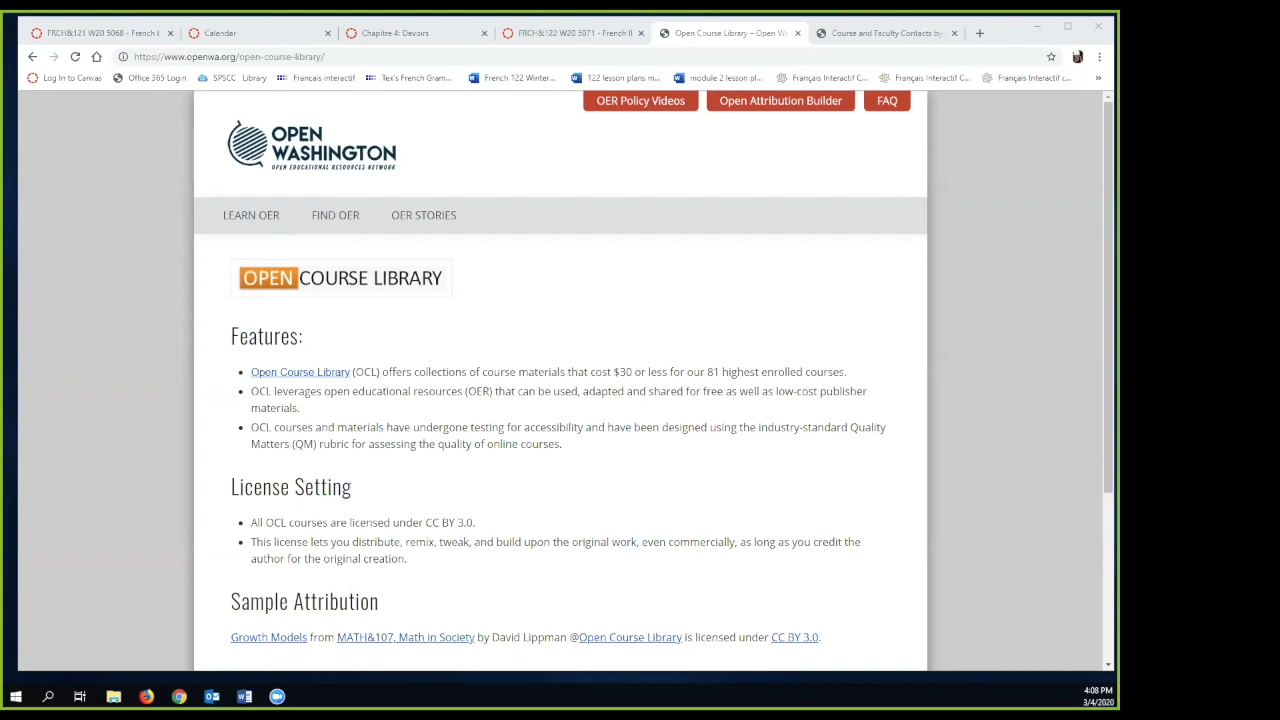 FRCH&121 W20 5068 - French I
Calendar
Chapitre 4: Devoirs
FRCH&122 W20 5071 - French II
Open Course Library – Open Wa
Course and Faculty Contacts by
https://www.openwa.org/open-course-library/
Log In to Canvas
Office 365 Login
SPSCC Library
Francais interactif
Tex's French Gram...
French 122 Winter...
122 lesson plans m...
module 2 lesson pl...
Français Interactif C...
Français Interactif C...
Français Interactif c...
OER Policy Videos
Open Attribution Builder
FAQ
OPEN
WASHINGTON
OPEN EDUCATIONAL RESOURCES NETWORK
LEARN OER
FIND OER
OER STORIES
OPEN COURSE LIBRARY
Features:
Open Course Library (OCL) offers collections of course materials that cost $30 or less for our 81 highest enrolled courses.
OCL leverages open educational resources (OER) that can be used, adapted and shared for free as well as low-cost publisher
materials.
OCL courses and materials have undergone testing for accessibility and have been designed using the industry-standard Quality
Matters (QM) rubric for assessing the quality of online courses.
License Setting
All OCL courses are licensed under CC BY 3.0.
This license lets you distribute, remix, tweak, and build upon the original work, even commercially, as long as you credit the
author for the original creation.
Sample Attribution
Growth Models from MATH&107, Math in Society by David Lippman @Open Course Library is licensed under CC BY 3.0.
4:08 PM
3/4/2020